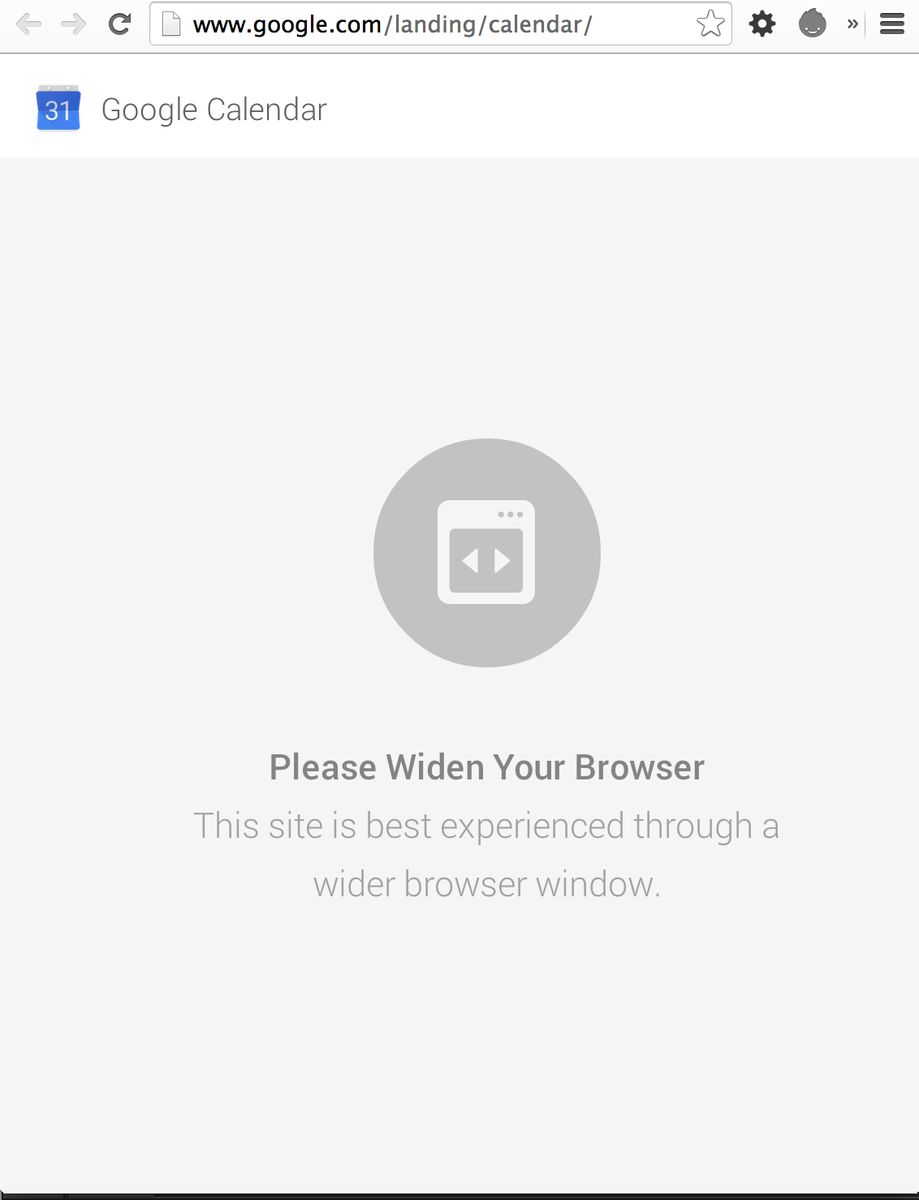 www.google.com/landing/calendar/
»
31 Google Calendar
Please Widen Your Browser
This site is best experienced through a
wider browser window.